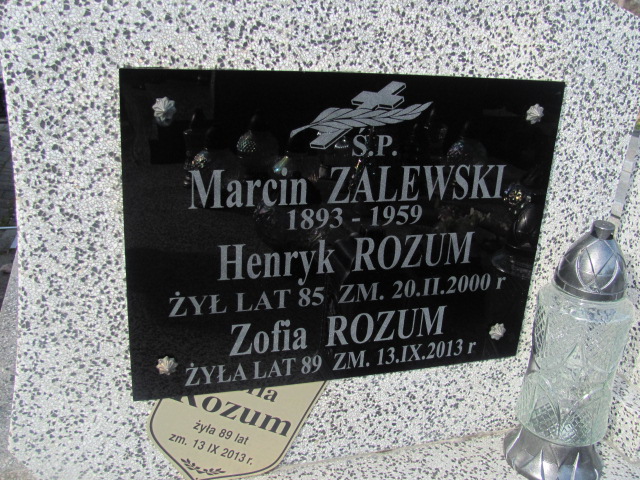 Ś.P.
Marcin ZALEWSKI
1893 - 1959
Henryk ROZUM
ŻYŁ LAT 85 ZM. 20.II.2000 r
Zofia ROZUM
ŻYŁA LAT 89 ZM. 13.IX.2013 r
Rozum
żyła 89 lat
zm. 13 IX 2013 r.